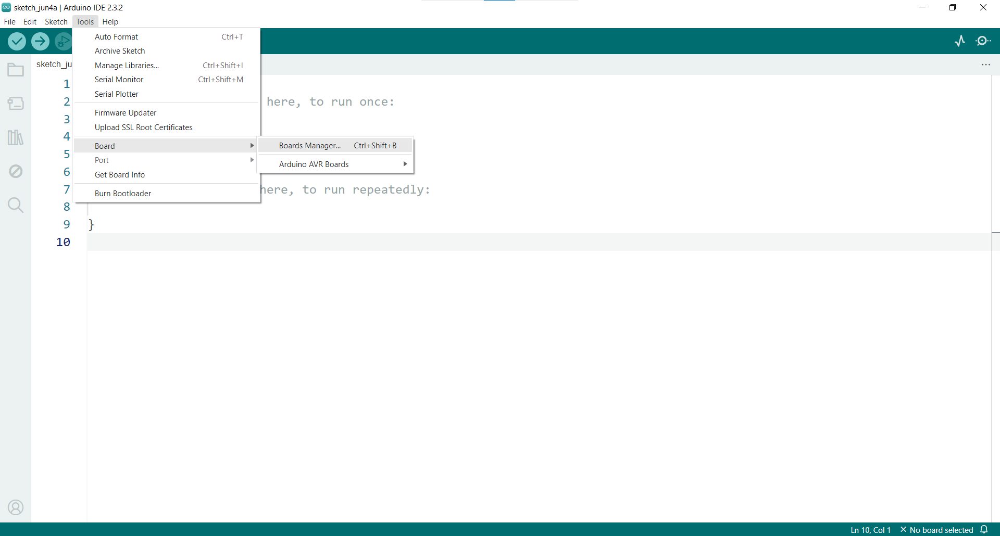 sketch_jun4a | Arduino IDE 2.3.2
File Edit Sketch Tools Help
Auto Format Ctrl+T
Archive Sketch
Manage Libraries... Ctrl+Shift+I
Serial Monitor Ctrl+Shift+M
Serial Plotter
Firmware Updater
Upload SSL Root Certificates
Board
Port
Get Board Info
Burn Bootloader
Boards Manager... Ctrl+Shift+B
Arduino AVR Boards
sketch_ju
1
2 here, to run once:
3
4
5
6
7 here, to run repeatedly:
8
9 }
10
Ln 10, Col 1 × No board selected